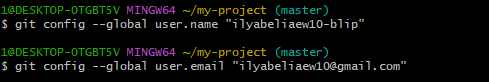 1@DESKTOP-OTGBT5V MINGW64 ~/my-project (master)
$ git config --global user.name "ilyabeliaew10-blip"
1@DESKTOP-OTGBT5V MINGW64 ~/my-project (master)
$ git config --global user.email "ilyabeliaew10@gmail.com"